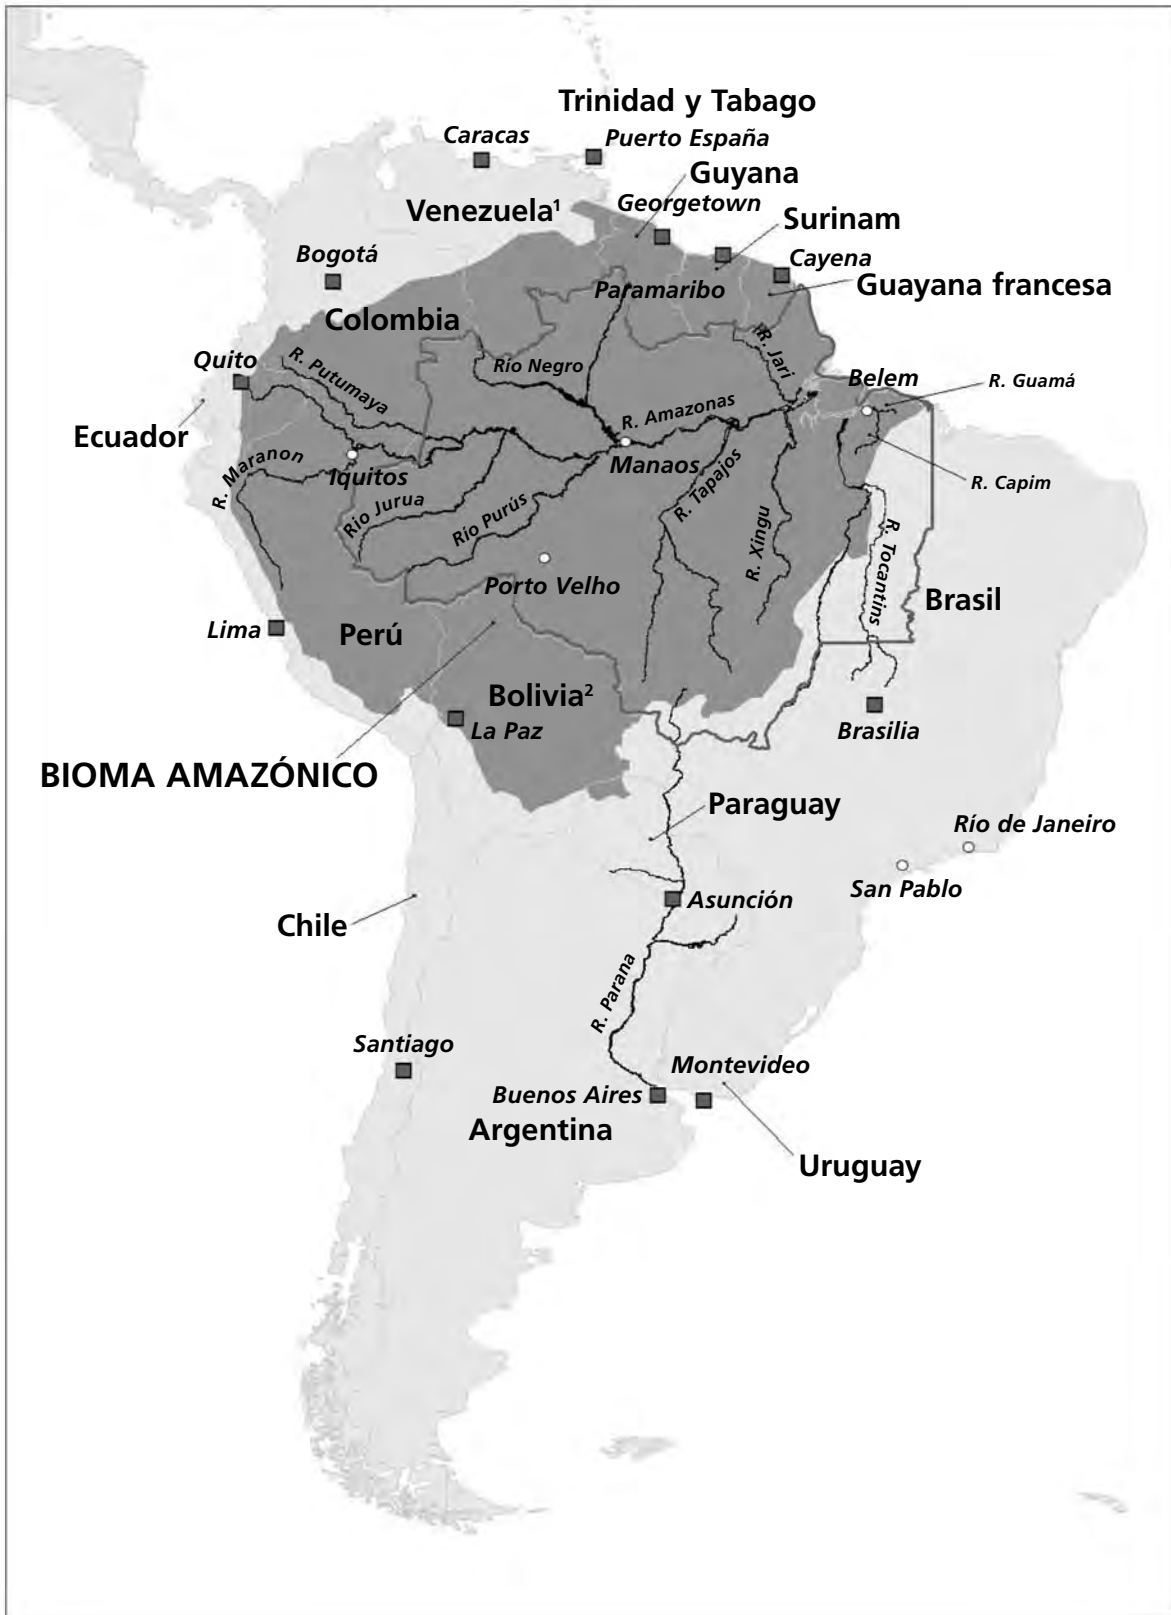 Trinidad y Tabago
Caracas
Puerto España
Guyana
Venezuela¹
Georgetown
Surinam
Bogotá
Cayena
Paramaribo
Guayana francesa
Colombia
Quito
R. Putumaya
Río Negro
R. Jari
Belem
R. Guamá
R. Amazonas
Ecuador
R. Maranon
Iquitos
Manaos
R. Tapajos
R. Capim
Rio Jurua
Río Purús
R. Xingu
R. Tocantins
Porto Velho
Brasil
Lima
Perú
Bolivia²
La Paz
Brasilia
BIOMA AMAZÓNICO
Paraguay
Río de Janeiro
San Pablo
Asunción
Chile
R. Parana
Santiago
Montevideo
Buenos Aires
Argentina
Uruguay